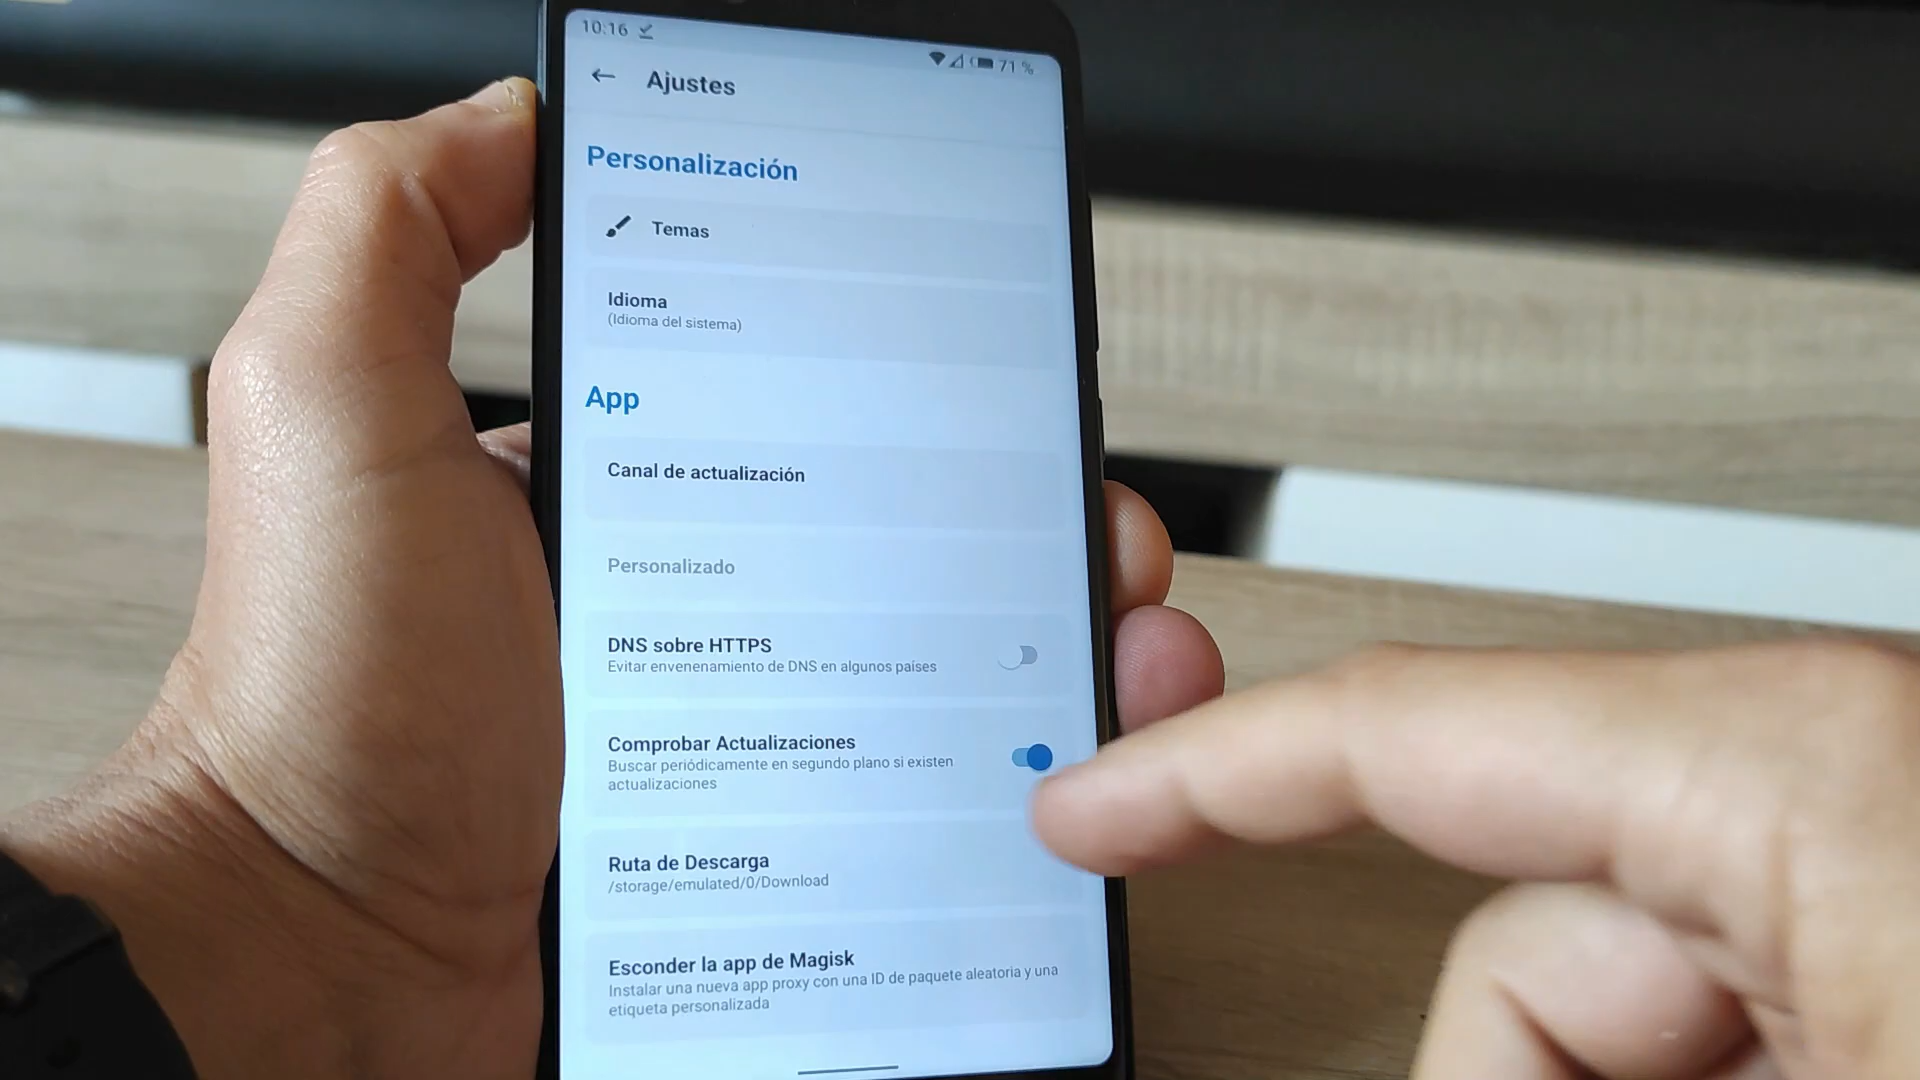 10:16
71 %
Ajustes
Personalización
Temas
Idioma
(Idioma del sistema)
App
Canal de actualización
Personalizado
DNS sobre HTTPS
Evitar envenenamiento de DNS en algunos países
Comprobar Actualizaciones
Buscar periódicamente en segundo plano si existen
actualizaciones
Ruta de Descarga
/storage/emulated/0/Download
Esconder la app de Magisk
Instalar una nueva app proxy con una ID de paquete aleatoria y una
etiqueta personalizada